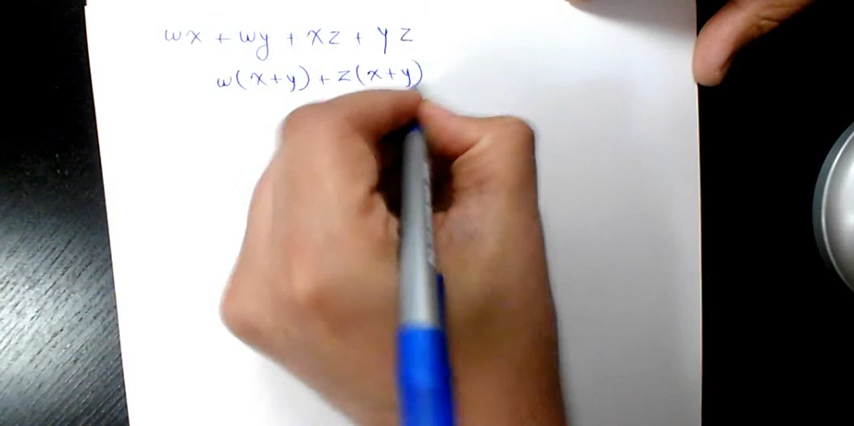 wx + wy + xz + yz
w(x+y) + z(x+y)